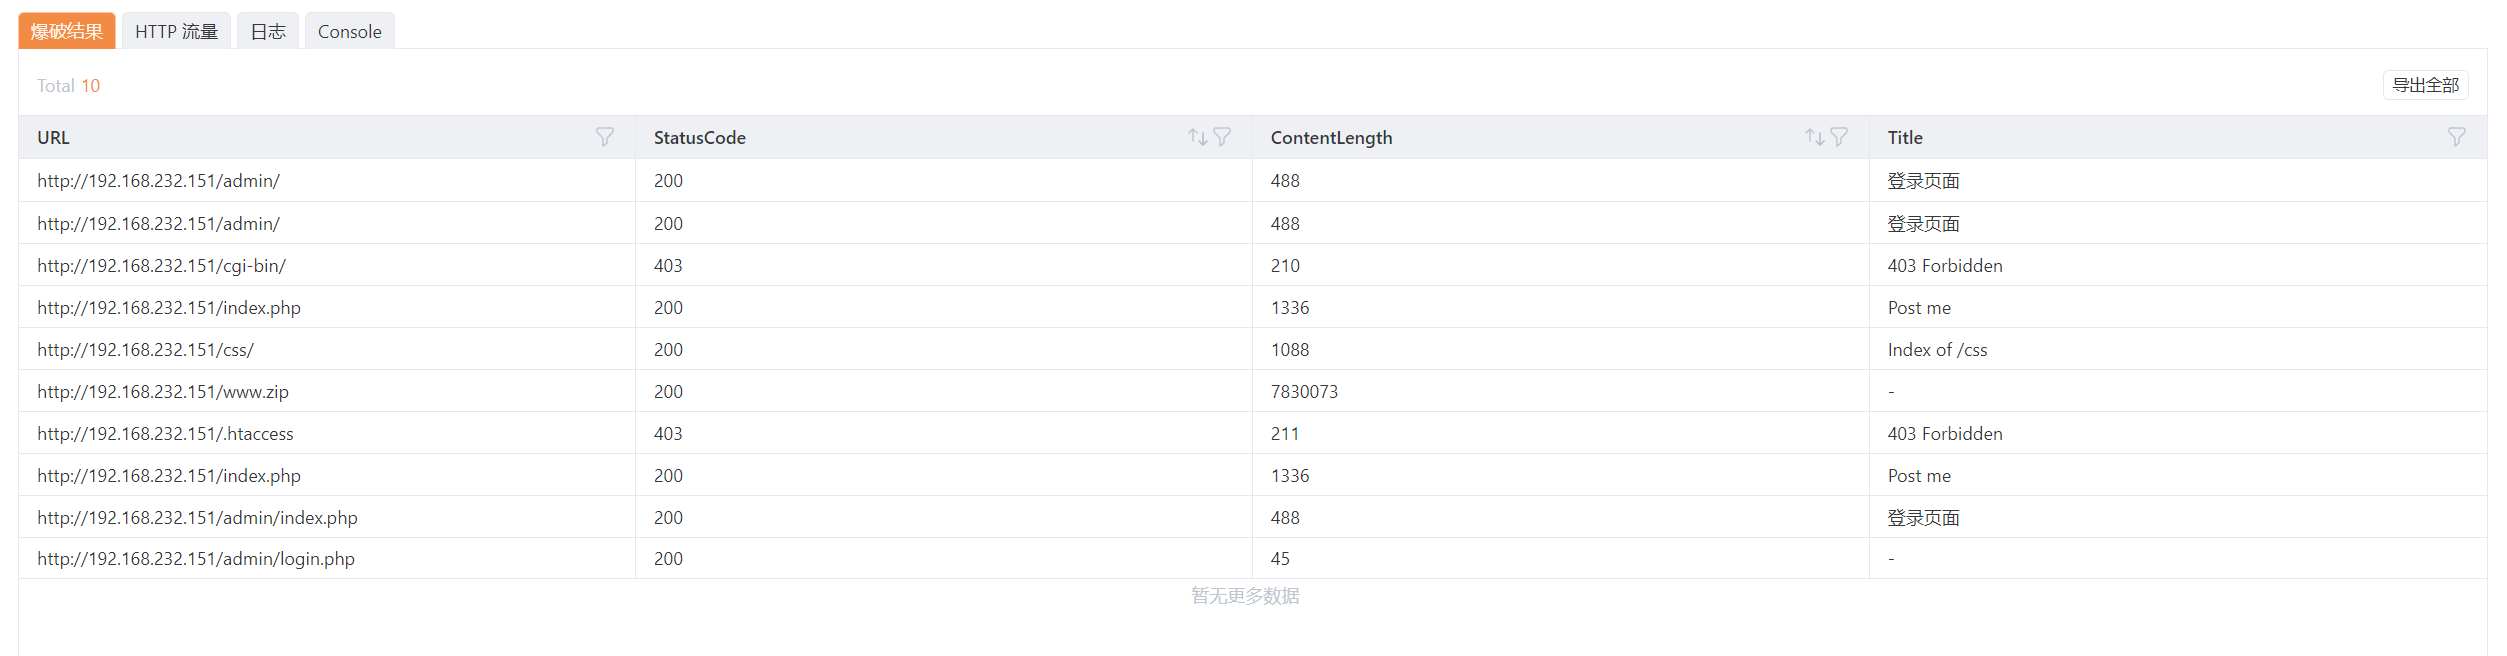 爆破结果 HTTP 流量 日志 Console
Total 10 导出全部
URL StatusCode ContentLength Title
http://192.168.232.151/admin/ 200 488 登录页面
http://192.168.232.151/admin/ 200 488 登录页面
http://192.168.232.151/cgi-bin/ 403 210 403 Forbidden
http://192.168.232.151/index.php 200 1336 Post me
http://192.168.232.151/css/ 200 1088 Index of /css
http://192.168.232.151/www.zip 200 7830073 -
http://192.168.232.151/.htaccess 403 211 403 Forbidden
http://192.168.232.151/index.php 200 1336 Post me
http://192.168.232.151/admin/index.php 200 488 登录页面
http://192.168.232.151/admin/login.php 200 45 -
暂无更多数据